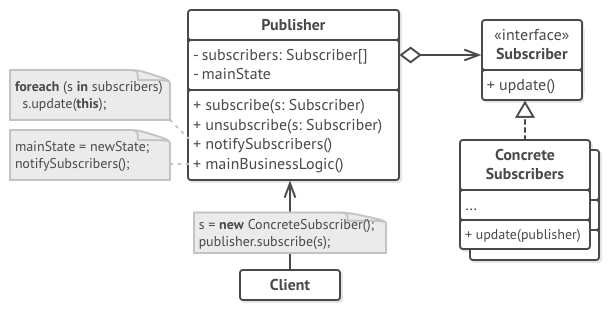 Publisher
- subscribers: Subscriber[]
- mainState
+ subscribe(s: Subscriber)
+ unsubscribe(s: Subscriber)
+ notifySubscribers()
+ mainBusinessLogic()
foreach (s in subscribers)
s.update(this);
mainState = newState;
notifySubscribers();
«interface»
Subscriber
+ update()
Concrete
Subscribers
...
+ update(publisher)
s = new ConcreteSubscriber();
publisher.subscribe(s);
Client